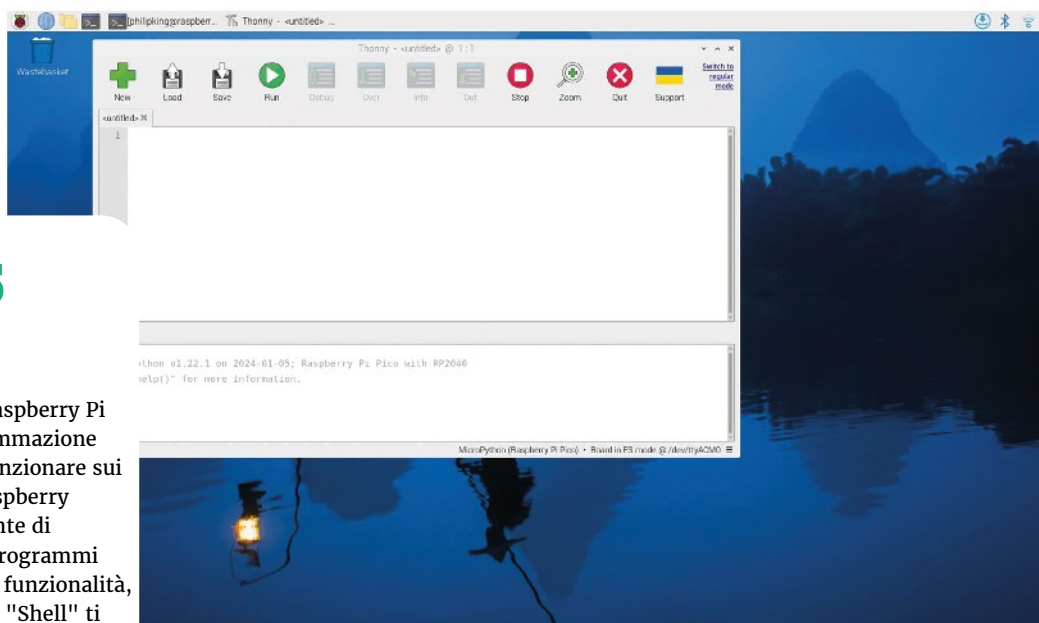 [philipking@raspberr... Thonny - <untitled> ...
Wastebasket
Thonny - <untitled> @ 1:1
New Load Save Run Debug Over Into Out Stop Zoom Quit Support
Switch to
regular
mode
<untitled>
1
5
thon v1.22.1 on 2024-01-05; Raspberry Pi Pico with RP2040
elp()" for more information.
MicroPython (Raspberry Pi Pico) • Board in FS mode @ /dev/ttyACM0 ≡
aspberry Pi
mmazione
nzionare sui
spberry
nte di
rogrammi
funzionalità,
"Shell" ti